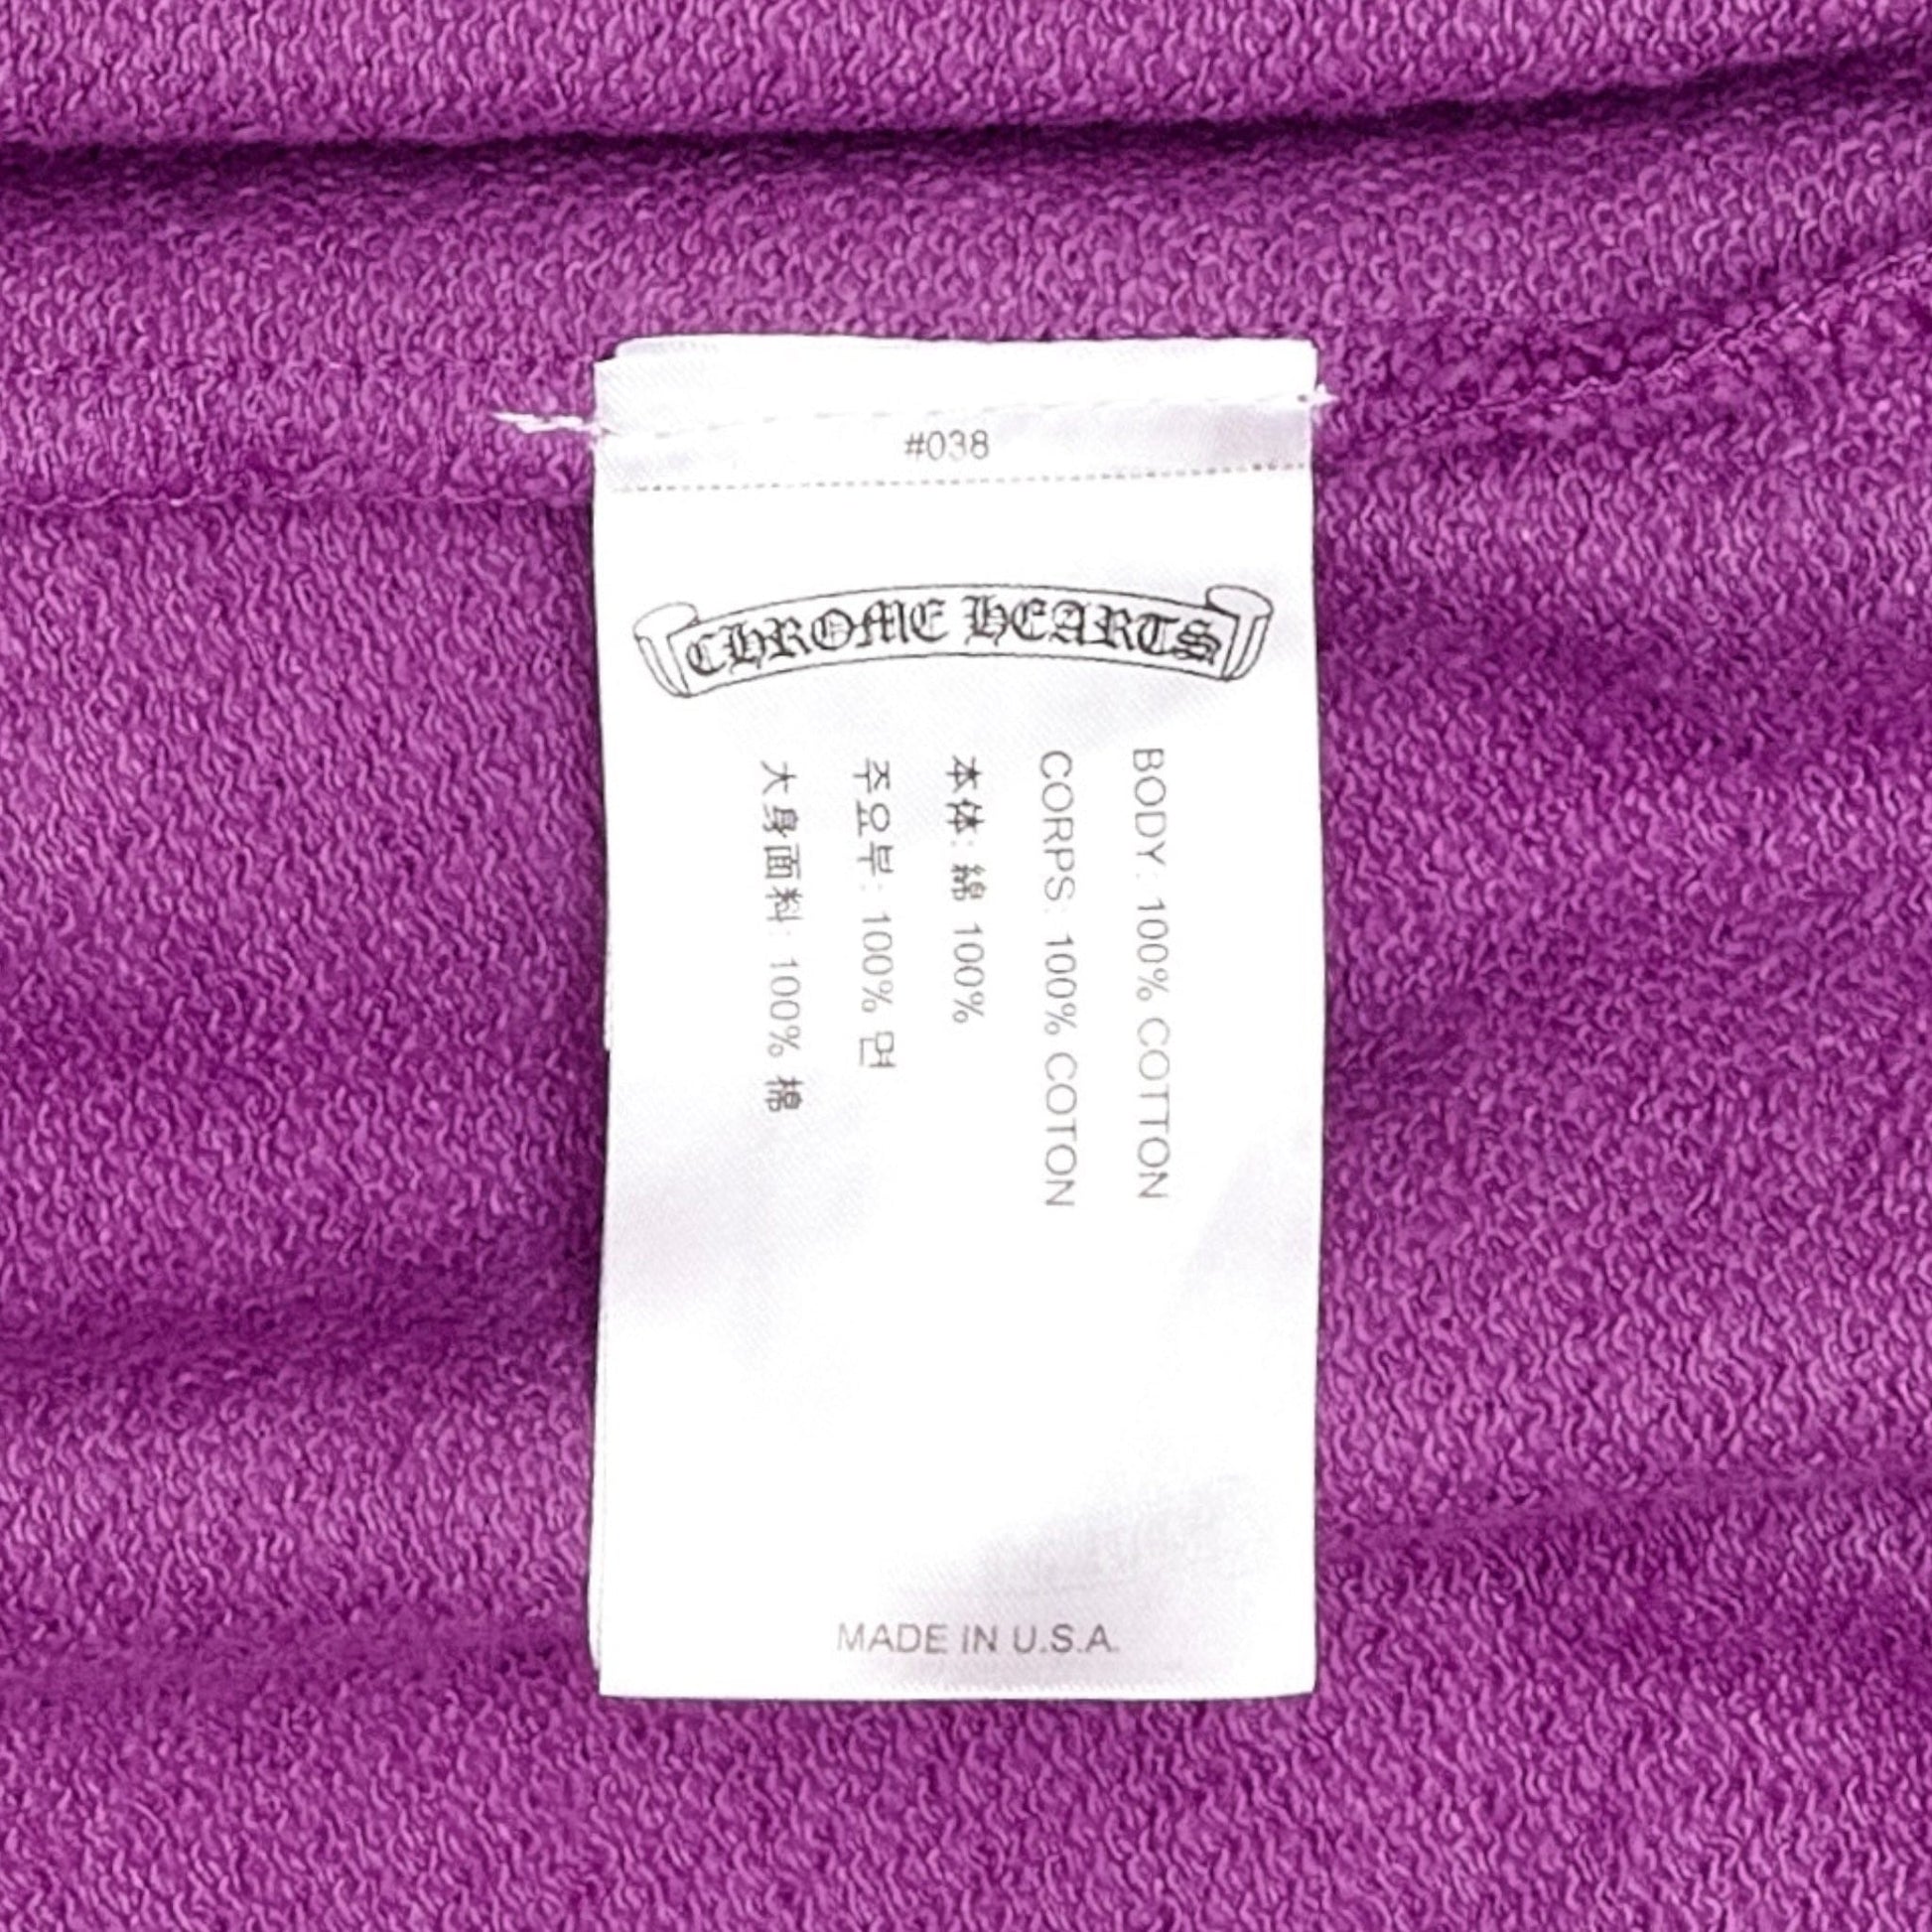 #038
CHROME HEARTS
BODY: 100% COTTON
CORPS: 100% COTON
本体: 綿 100%
주요부: 100% 면
大身面料: 100% 棉
MADE IN U.S.A.